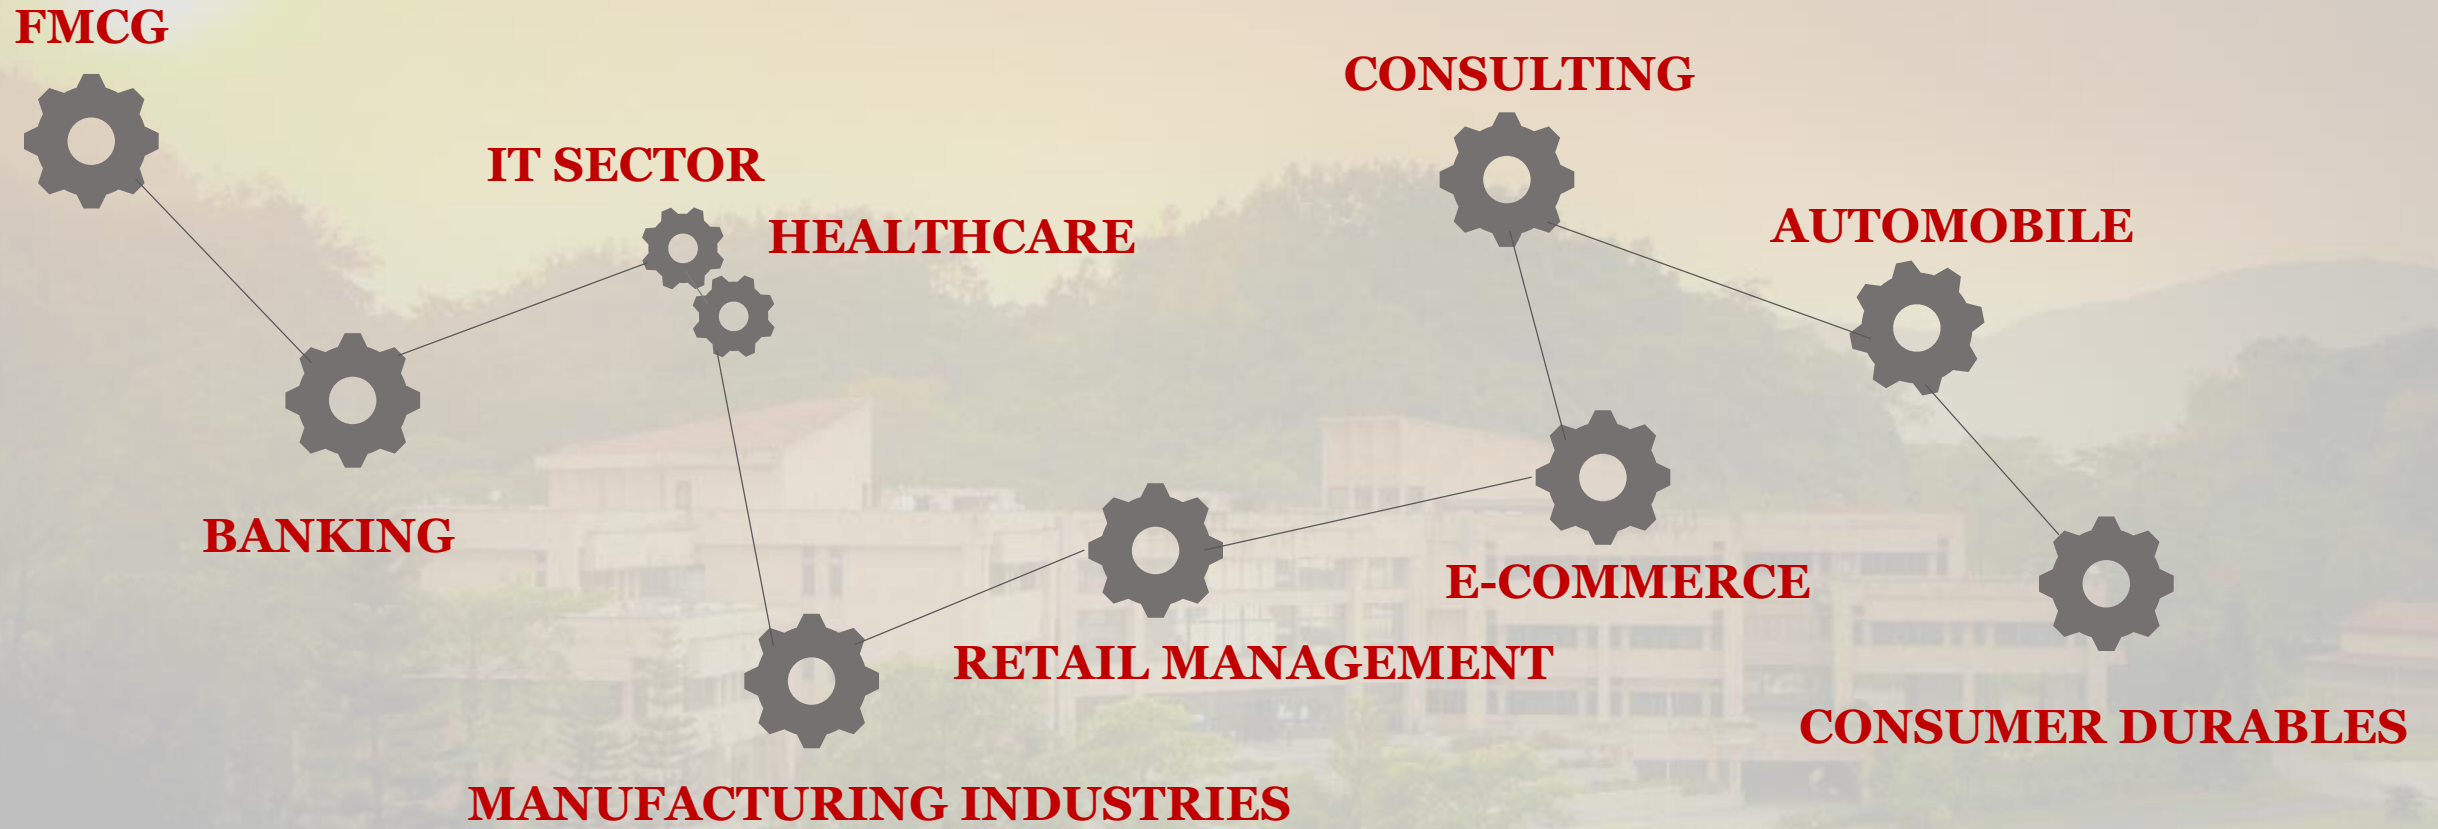 FMCG
CONSULTING
IT SECTOR
HEALTHCARE
AUTOMOBILE
BANKING
E-COMMERCE
RETAIL MANAGEMENT
CONSUMER DURABLES
MANUFACTURING INDUSTRIES